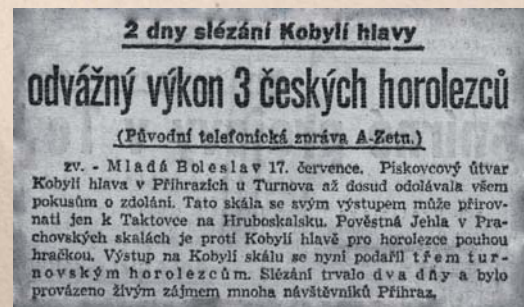 2 dny slézání Kobylí hlavy
odvážný výkon 3 českých horolezců
(Původní telefonická zpráva A-Zetu.)
zv. - Mladá Boleslav 17. července. Pískovcový útvar
Kobylí hlava v Příhrazích u Turnova až dosud odolávala všem
pokusům o zdolání. Tato skála se svým výstupem může přirov-
nati jen k Taktovce na Hruboskalsku. Pověstná Jehla v Pra-
chovských skalách je proti Kobylí hlavě pro horolezce pouhou
hračkou. Výstup na Kobylí skálu se nyní podařil třem tur-
novským horolezcům. Slézání trvalo dva dny a bylo
provázeno živým zájmem mnoha návštěvníků Příhraz.